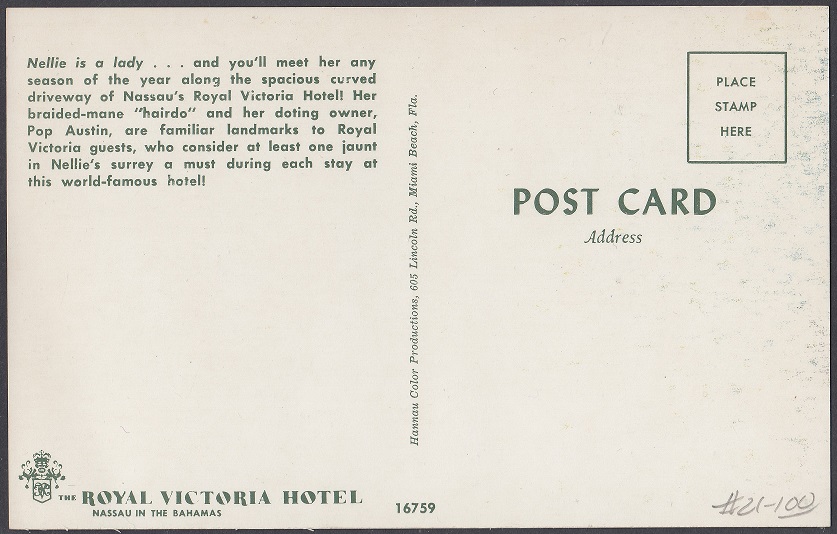 Nellie is a lady . . . and you'll meet her any
season of the year along the spacious curved
driveway of Nassau's Royal Victoria Hotel! Her
braided-mane "hairdo" and her doting owner,
Pop Austin, are familiar landmarks to Royal
Victoria guests, who consider at least one jaunt
in Nellie's surrey a must during each stay at
this world-famous hotel!
THE ROYAL VICTORIA HOTEL
NASSAU IN THE BAHAMAS
Hannau Color Productions, 605 Lincoln Rd., Miami Beach, Fla.
16759
PLACE
STAMP
HERE
POST CARD
Address
#21-100